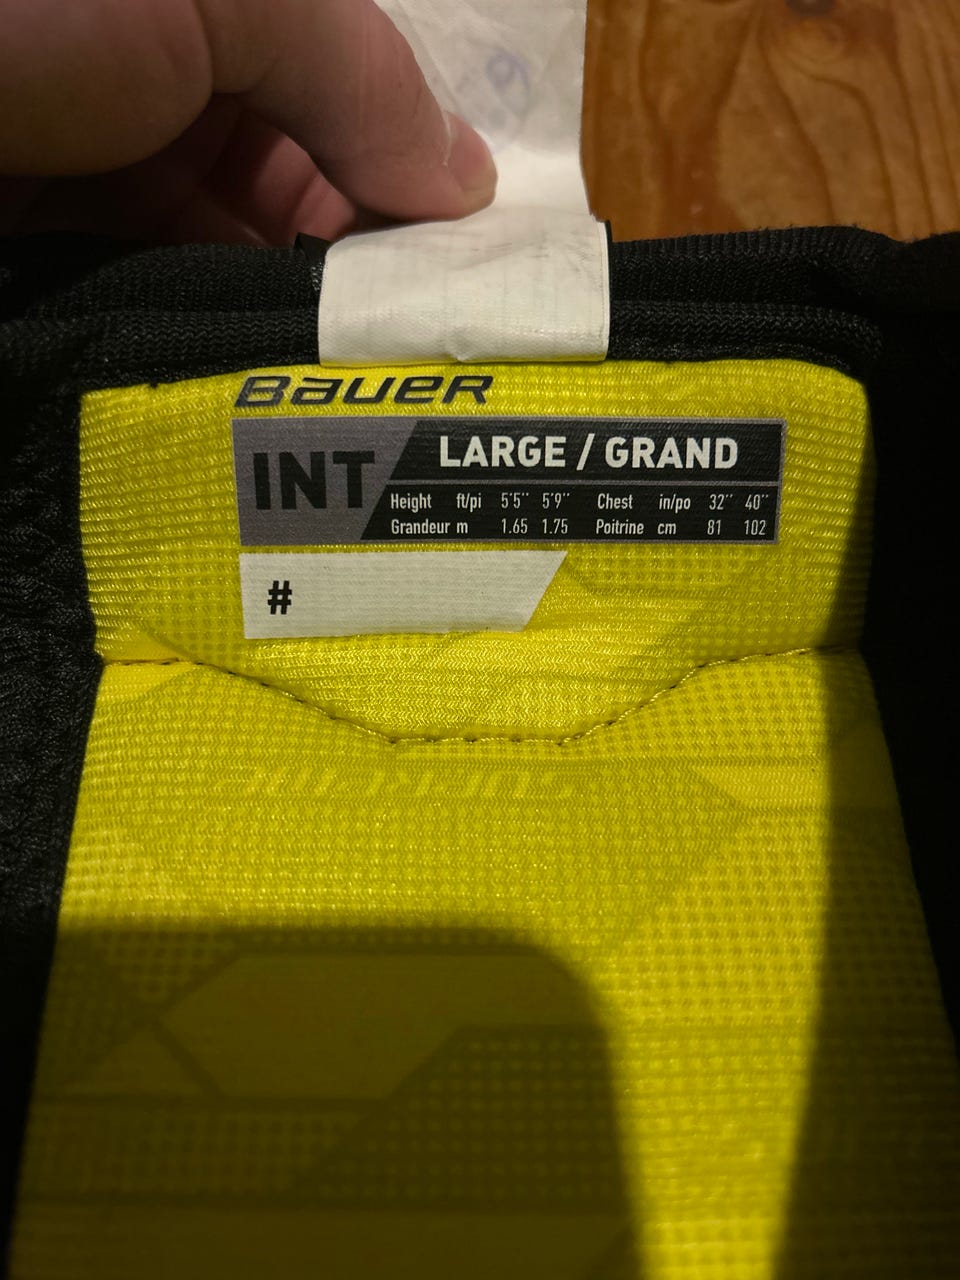 BAUER
INT
LARGE / GRAND
Height ft/pi 5'5'' 5'9'' Chest in/po 32'' 40''
Grandeur m 1.65 1.75 Poitrine cm 81 102
#
SUPREME